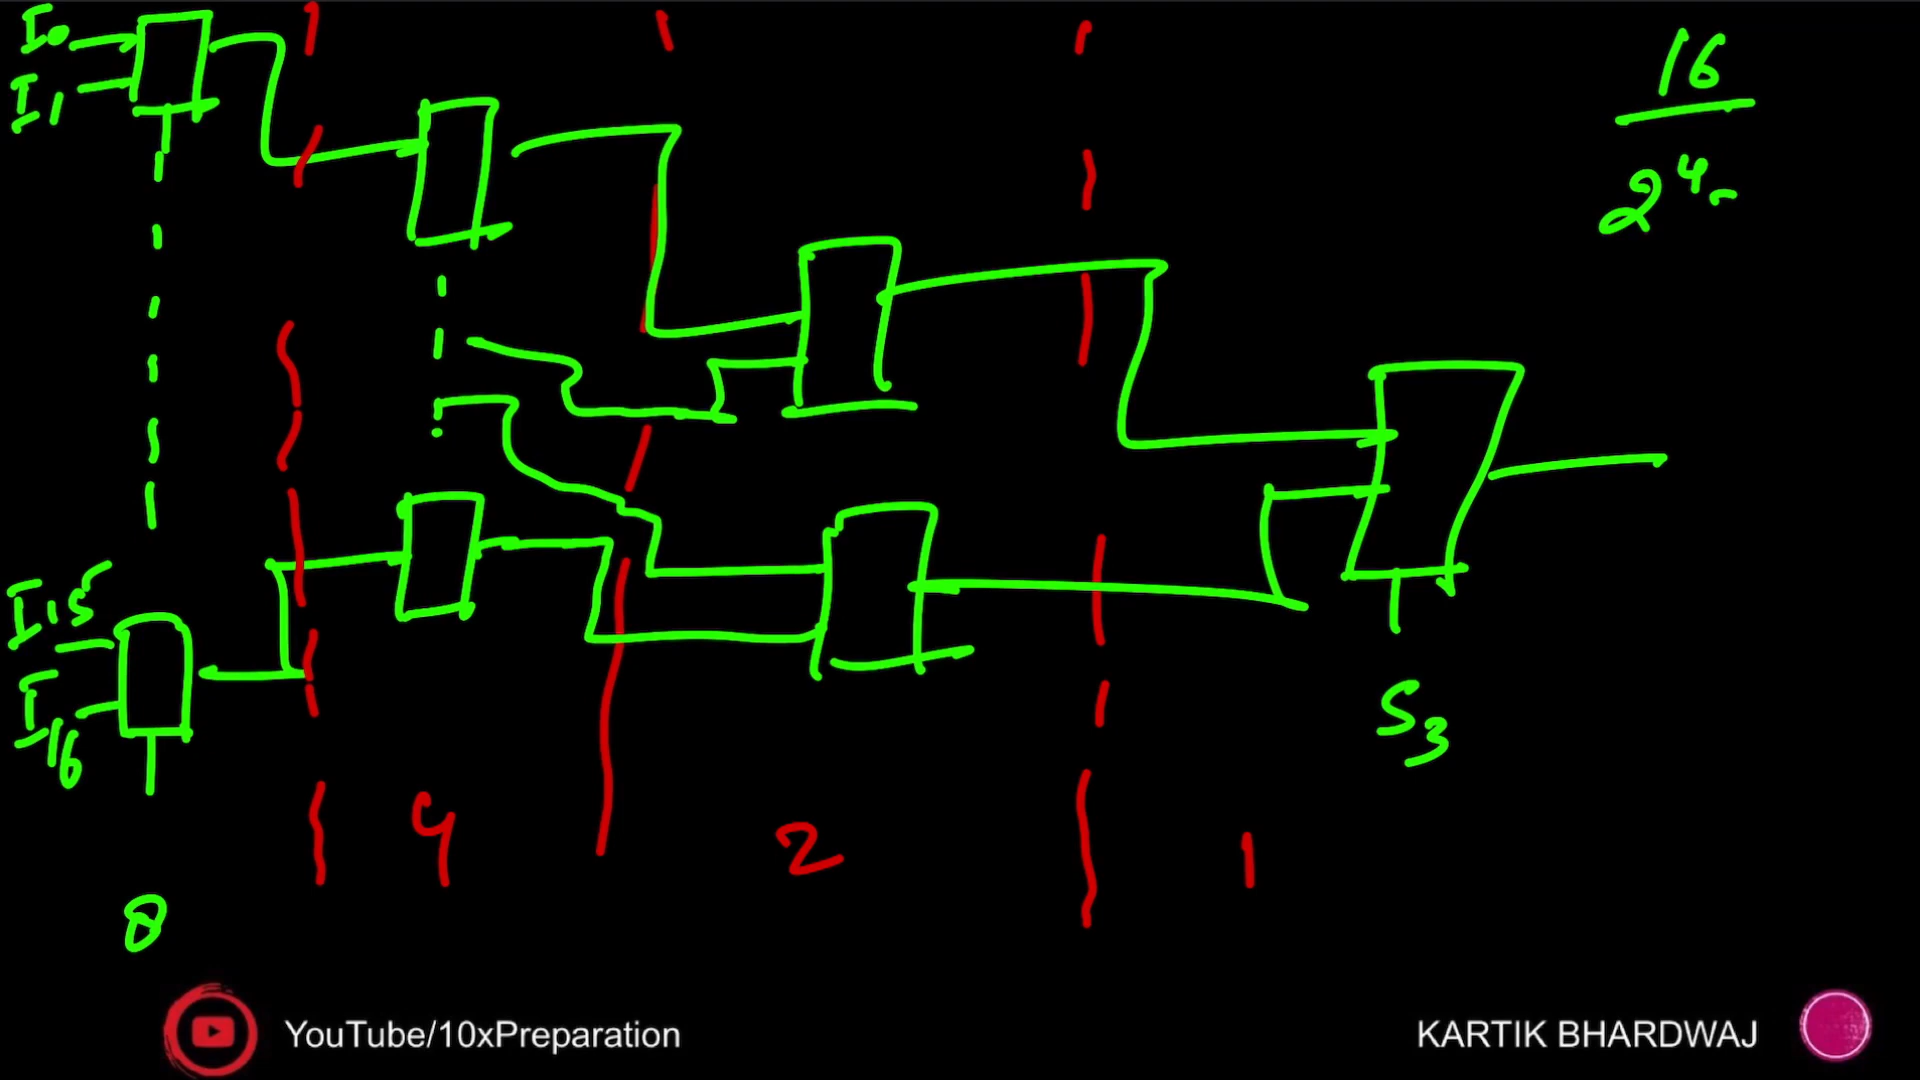 I0
I1
16
2^4
I15
I16
S3
8
4
2
1
YouTube/10xPreparation
KARTIK BHARDWAJ